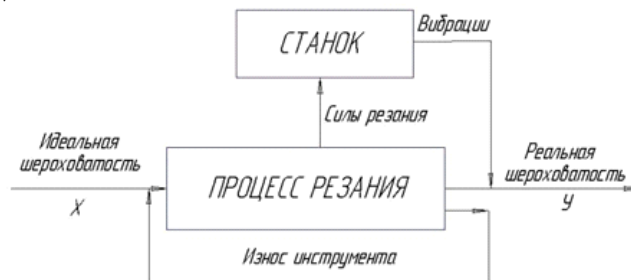 СТАНОК
Вибрации
Силы резания
Идеальная
шероховатость
X
ПРОЦЕСС РЕЗАНИЯ
Реальная
шероховатость
У
Износ инструмента